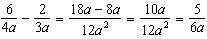 6/4a − 2/3a = 18a − 8a/12a² = 10a/12a² = 5/6a